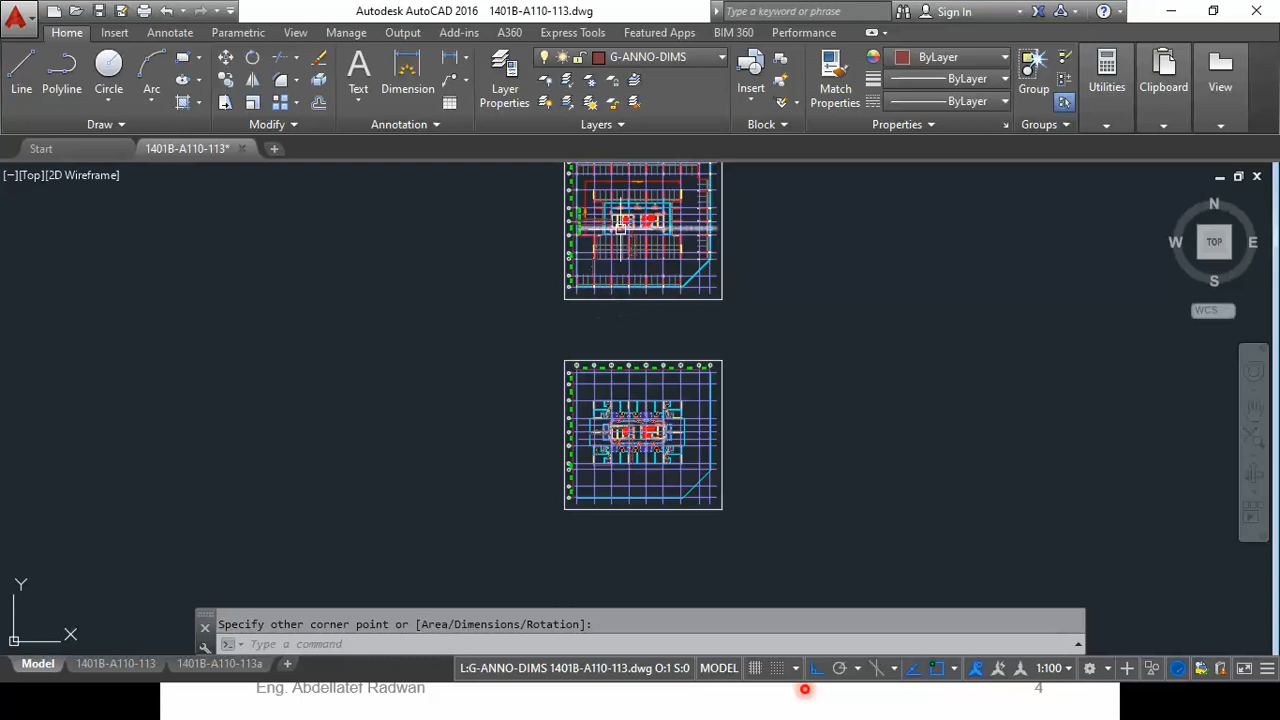 Autodesk AutoCAD 2016 1401B-A110-113.dwg
Type a keyword or phrase
Sign In
Home Insert Annotate Parametric View Manage Output Add-ins A360 Express Tools Featured Apps BIM 360 Performance
G-ANNO-DIMS
ByLayer
ByLayer
ByLayer
Line Polyline Circle Arc
Text Dimension
Layer Properties
Insert
Match Properties
Group Utilities Clipboard View
Draw Modify Annotation Layers Block Properties Groups
Start 1401B-A110-113*
[−][Top][2D Wireframe]
N
W TOP E
S
WCS
Y
X
Specify other corner point or [Area/Dimensions/Rotation]:
Type a command
Model 1401B-A110-113 1401B-A110-113a
L:G-ANNO-DIMS 1401B-A110-113.dwg O:1 S:0 MODEL 1:100
Eng. Abdellatef Radwan 4